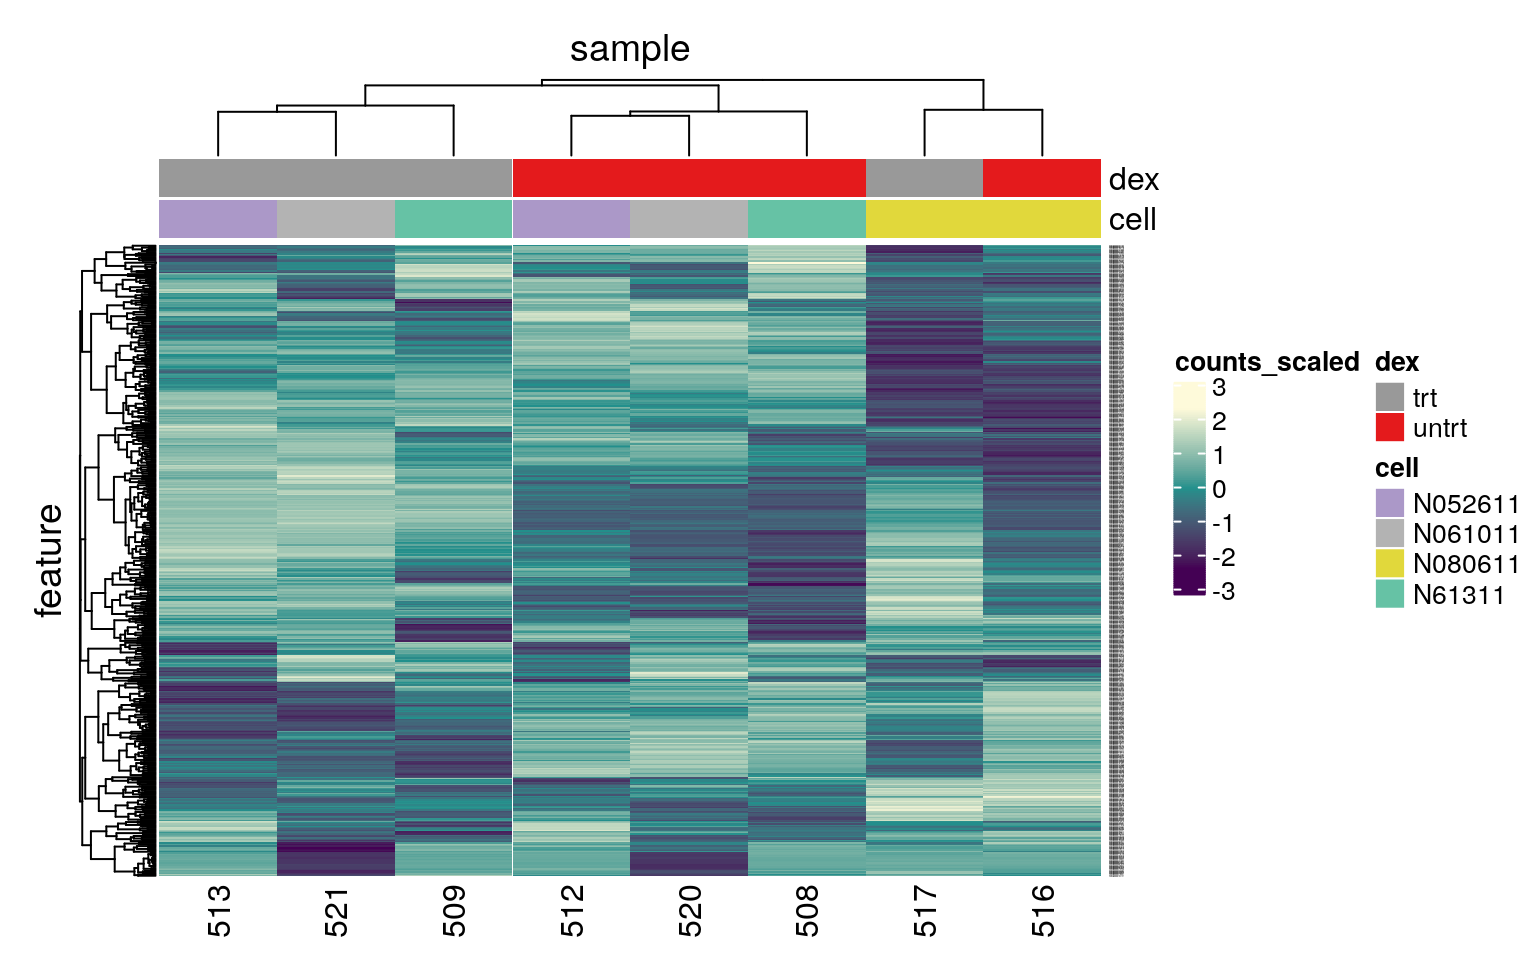 sample
dex
cell
feature
513
521
509
512
520
508
517
516
counts_scaled
3
2
1
0
-1
-2
-3
dex
trt
untrt
cell
N052611
N061011
N080611
N61311